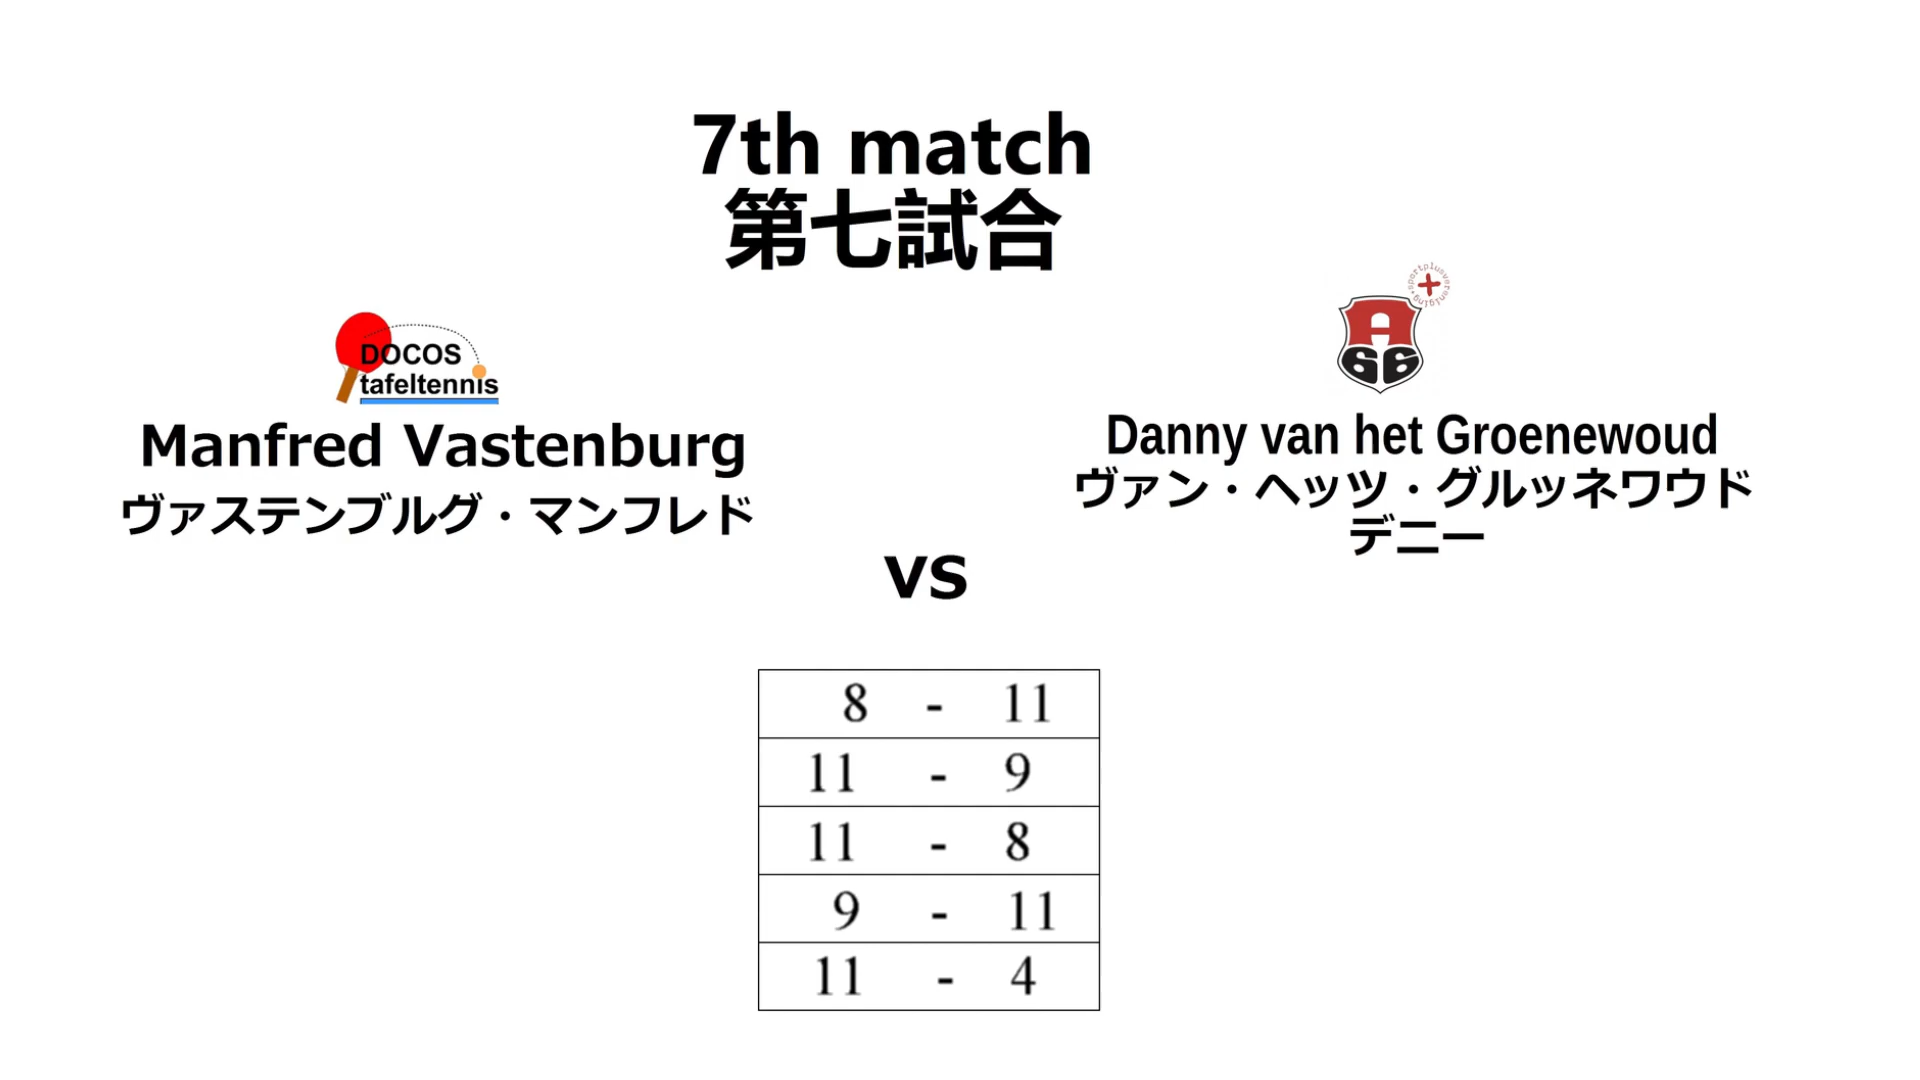 7th match
第七試合
sportplusvereniging
A
66
DOCOS
tafeltennis
Manfred Vastenburg
ヴァステンブルグ・マンフレド
Danny van het Groenewoud
ヴァン・ヘッツ・グルッネワウド
デニー
vs
8 - 11
11 - 9
11 - 8
9 - 11
11 - 4